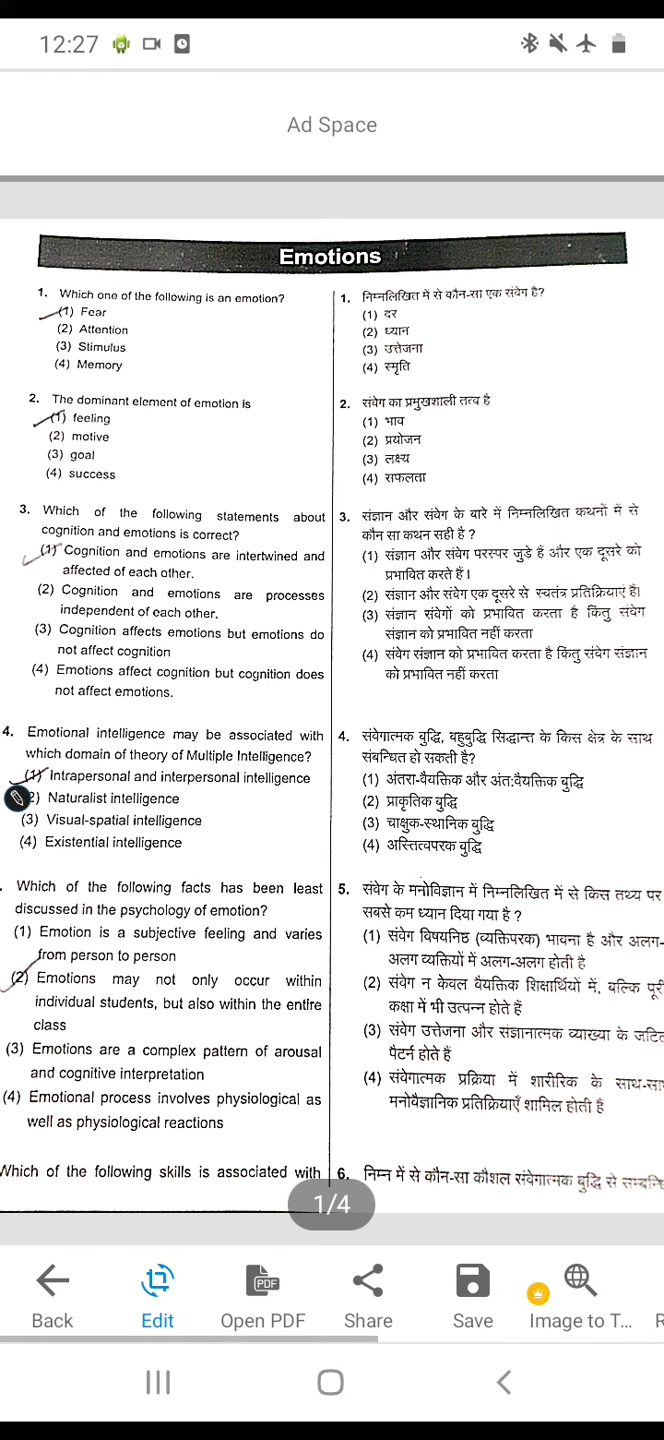 12:27
Ad Space
Emotions
1. Which one of the following is an emotion?
(1) Fear
(2) Attention
(3) Stimulus
(4) Memory
2. The dominant element of emotion is
(1) feeling
(2) motive
(3) goal
(4) success
3. Which of the following statements about
cognition and emotions is correct?
(1) Cognition and emotions are intertwined and
affected of each other.
(2) Cognition and emotions are processes
independent of each other.
(3) Cognition affects emotions but emotions do
not affect cognition
(4) Emotions affect cognition but cognition does
not affect emotions.
4. Emotional intelligence may be associated with
which domain of theory of Multiple Intelligence?
(1) Intrapersonal and interpersonal intelligence
2) Naturalist intelligence
(3) Visual-spatial intelligence
(4) Existential intelligence
. Which of the following facts has been least
discussed in the psychology of emotion?
(1) Emotion is a subjective feeling and varies
from person to person
(2) Emotions may not only occur within
individual students, but also within the entire
class
(3) Emotions are a complex pattern of arousal
and cognitive interpretation
(4) Emotional process involves physiological as
well as physiological reactions
Which of the following skills is associated with
1. निम्नलिखित में से कौन-सा एक संवेग है?
(1) दर
(2) ध्यान
(3) उत्तेजना
(4) स्मृति
2. संवेग का प्रमुखशाली तत्व है
(1) भाव
(2) प्रयोजन
(3) लक्ष्य
(4) सफलता
3. संज्ञान और संवेग के बारे में निम्नलिखित कथनों में से
कौन सा कथन सही है ?
(1) संज्ञान और संवेग परस्पर जुड़े हैं और एक दूसरे को
प्रभावित करते हैं।
(2) संज्ञान और संवेग एक दूसरे से स्वतंत्र प्रतिक्रियाएं हैं।
(3) संज्ञान संवेगों को प्रभावित करता है किंतु संवेग
संज्ञान को प्रभावित नहीं करता
(4) संवेग संज्ञान को प्रभावित करता है किंतु संवेग संज्ञान
को प्रभावित नहीं करता
4. संवेगात्मक बुद्धि, बहुबुद्धि सिद्धान्त के किस क्षेत्र के साथ
संबन्धित हो सकती है?
(1) अंतरा-वैयक्तिक और अंत:वैयक्तिक बुद्धि
(2) प्राकृतिक बुद्धि
(3) चाक्षुक-स्थानिक बुद्धि
(4) अस्तित्वपरक बुद्धि
5. संवेग के मनोविज्ञान में निम्नलिखित में से किस तथ्य पर
सबसे कम ध्यान दिया गया है ?
(1) संवेग विषयनिष्ठ (व्यक्तिपरक) भावना है और अलग-
अलग व्यक्तियों में अलग-अलग होती है
(2) संवेग न केवल वैयक्तिक शिक्षार्थियों में, बल्कि पूरी
कक्षा में भी उत्पन्न होते हैं
(3) संवेग उत्तेजना और संज्ञानात्मक व्याख्या के जटिल
पैटर्न होते हैं
(4) संवेगात्मक प्रक्रिया में शारीरिक के साथ-साथ
मनोवैज्ञानिक प्रतिक्रियाएँ शामिल होती हैं
6. निम्न में से कौन-सा कौशल संवेगात्मक बुद्धि से
1/4
Back
Edit
PDF
Open PDF
Share
Save
Image to T...
R